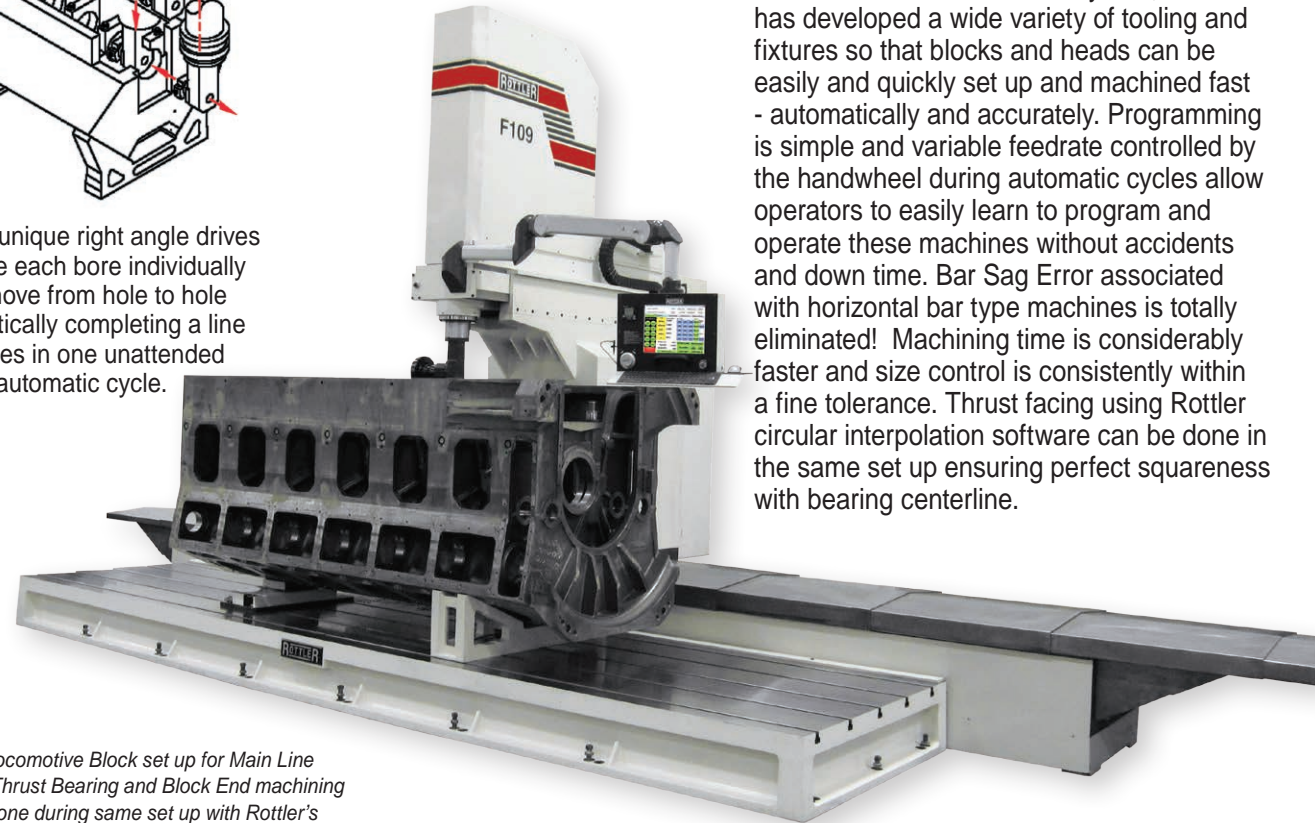 has developed a wide variety of tooling and
fixtures so that blocks and heads can be
easily and quickly set up and machined fast
- automatically and accurately. Programming
is simple and variable feedrate controlled by
the handwheel during automatic cycles allow
operators to easily learn to program and
operate these machines without accidents
and down time. Bar Sag Error associated
with horizontal bar type machines is totally
eliminated! Machining time is considerably
faster and size control is consistently within
a fine tolerance. Thrust facing using Rottler
circular interpolation software can be done in
the same set up ensuring perfect squareness
with bearing centerline.
unique right angle drives
each bore individually
from hole to hole
completing a line
in one unattended
automatic cycle.
ROTTLER
F109
ROTTLER
ROTTLER
Block set up for Main Line
Thrust Bearing and Block End machining
during same set up with Rottler's